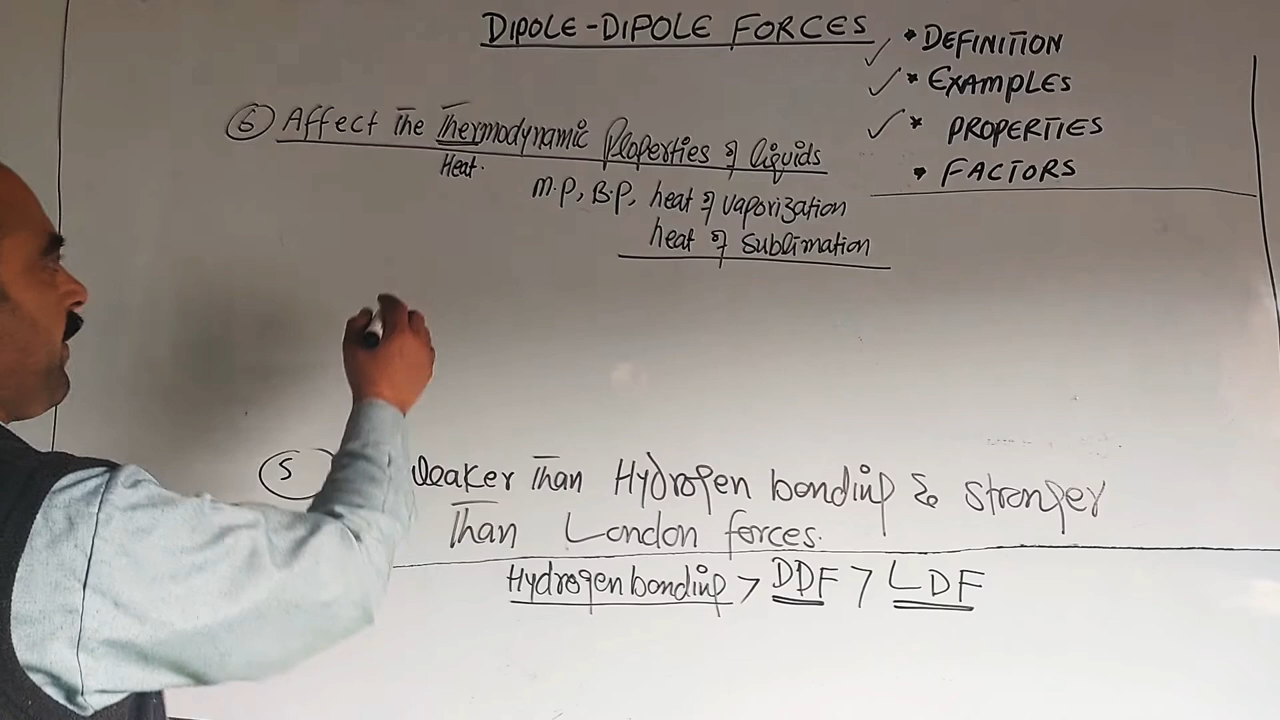 DIPOLE-DIPOLE FORCES
* DEFINITION
* EXAMPLES
* PROPERTIES
* FACTORS
6 Affect The Thermodynamic Properties of liquids
Heat.
M.P, B.P, heat of vaporization
heat of sublimation
5 Weaker Than Hydrogen bonding & stronger
Than London forces.
Hydrogen bonding > DDF > LDF